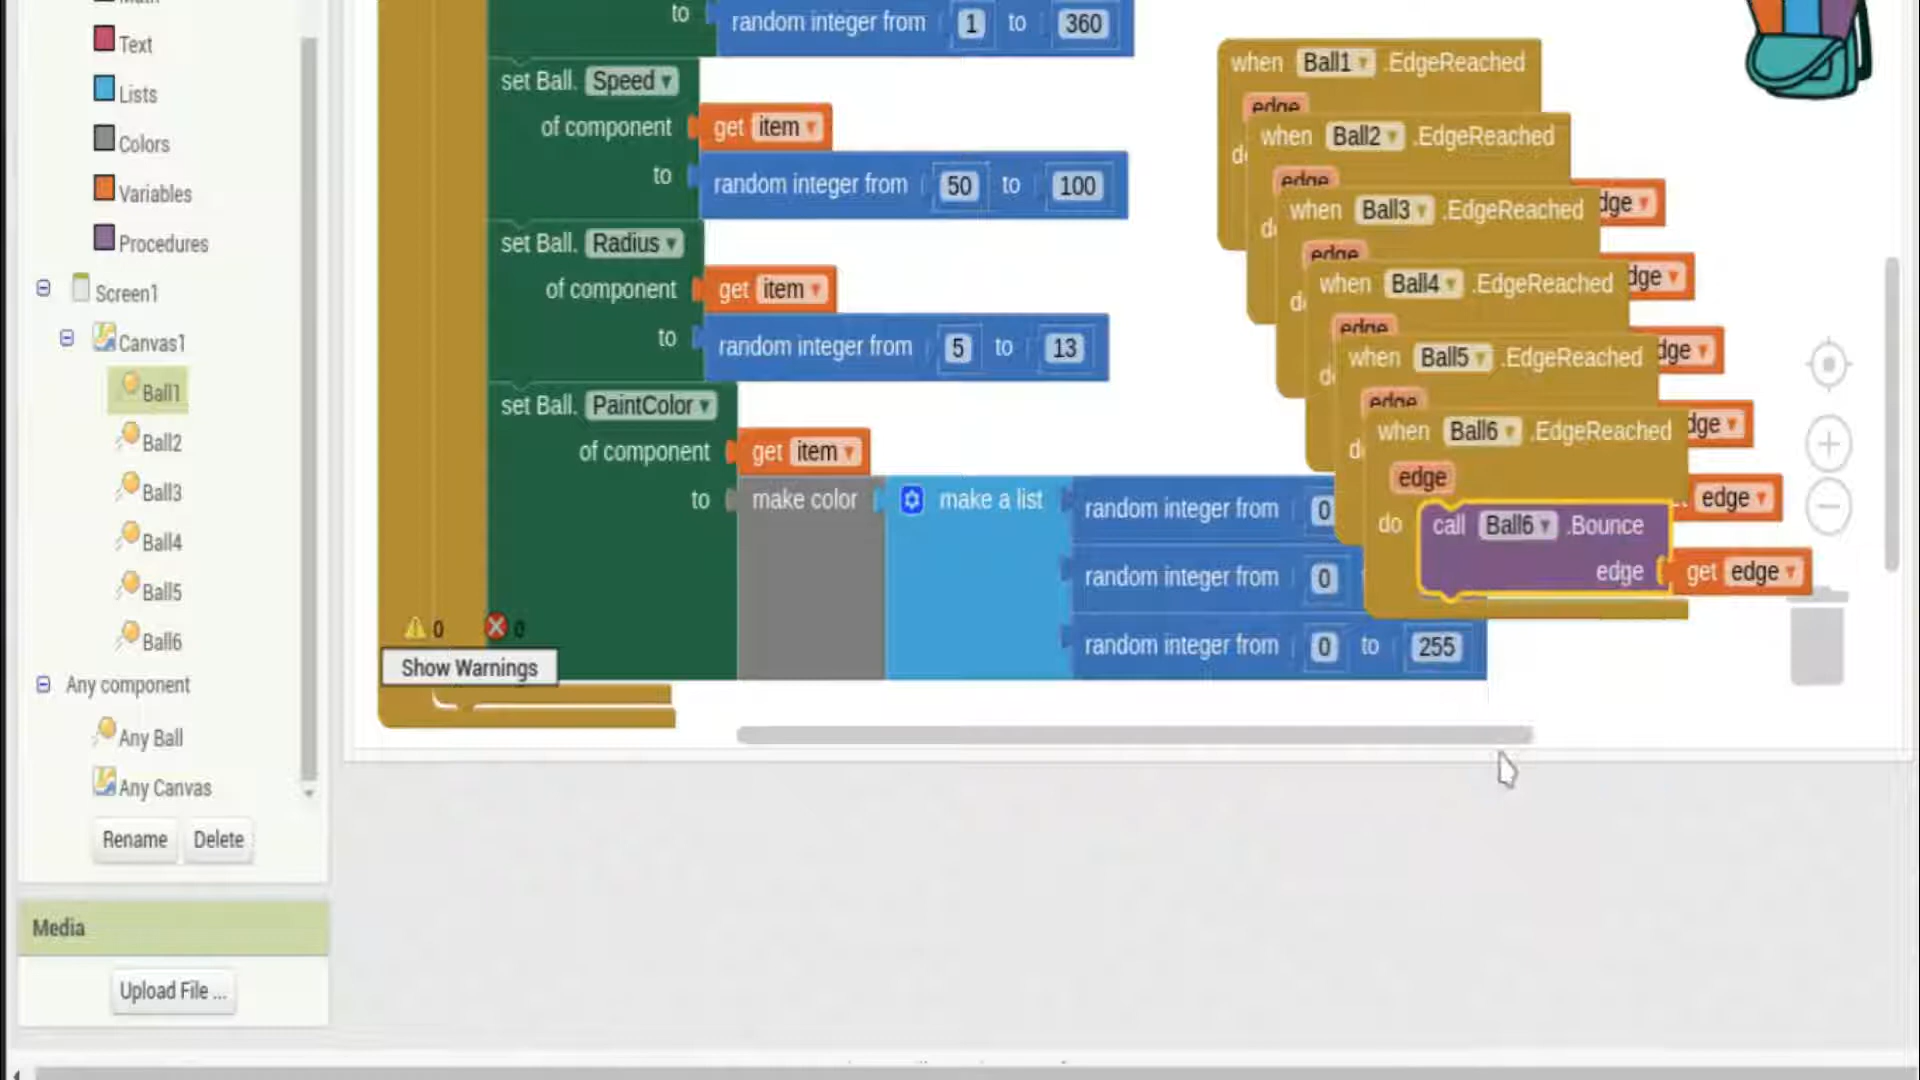 Text
Lists
Colors
Variables
Procedures
Screen1
Canvas1
Ball1
Ball2
Ball3
Ball4
Ball5
Ball6
Any component
Any Ball
Any Canvas
Rename Delete
Media
Upload File ...
to random integer from 1 to 360
set Ball. Speed
of component get item
to random integer from 50 to 100
set Ball. Radius
of component get item
to random integer from 5 to 13
set Ball. PaintColor
of component get item
to make color make a list random integer from 0
random integer from 0
random integer from 0 to 255
0 0
Show Warnings
when Ball1 .EdgeReached
edge
when Ball2 .EdgeReached
edge
when Ball3 .EdgeReached
edge
when Ball4 .EdgeReached
edge
when Ball5 .EdgeReached
edge
when Ball6 .EdgeReached
edge
edge
do call Ball6 .Bounce
edge get edge